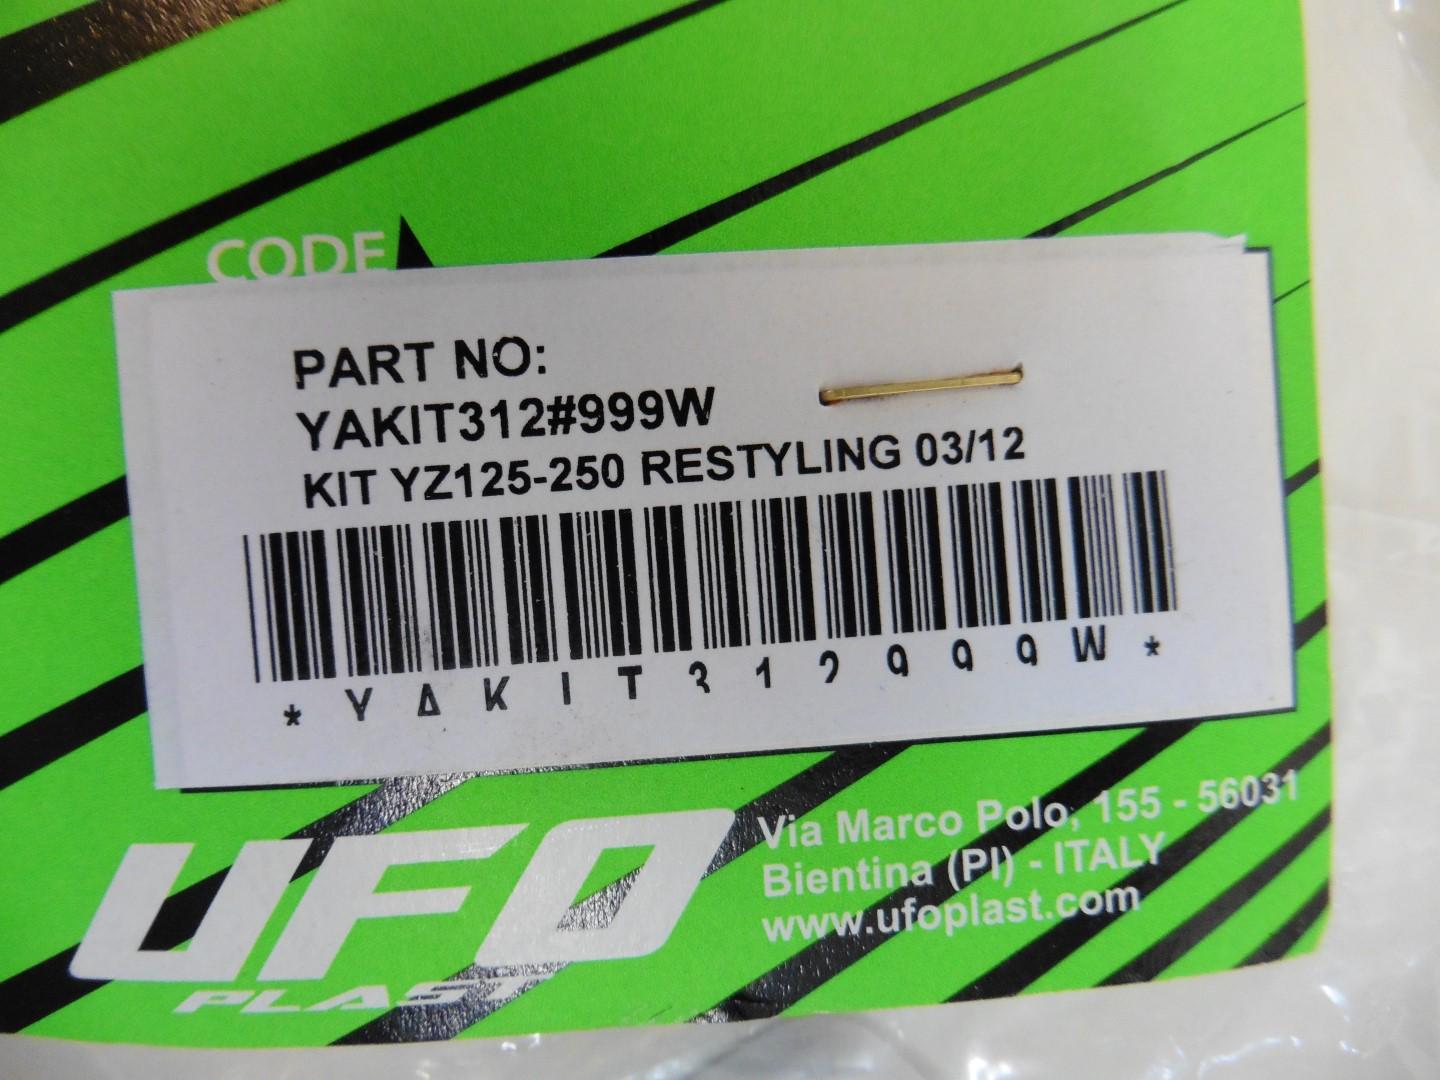 CODE
PART NO:
YAKIT312#999W
KIT YZ125-250 RESTYLING 03/12
*YAKIT312999W*
UFO
PLAST
Via Marco Polo, 155 - 56031
Bientina (PI) - ITALY
www.ufoplast.com